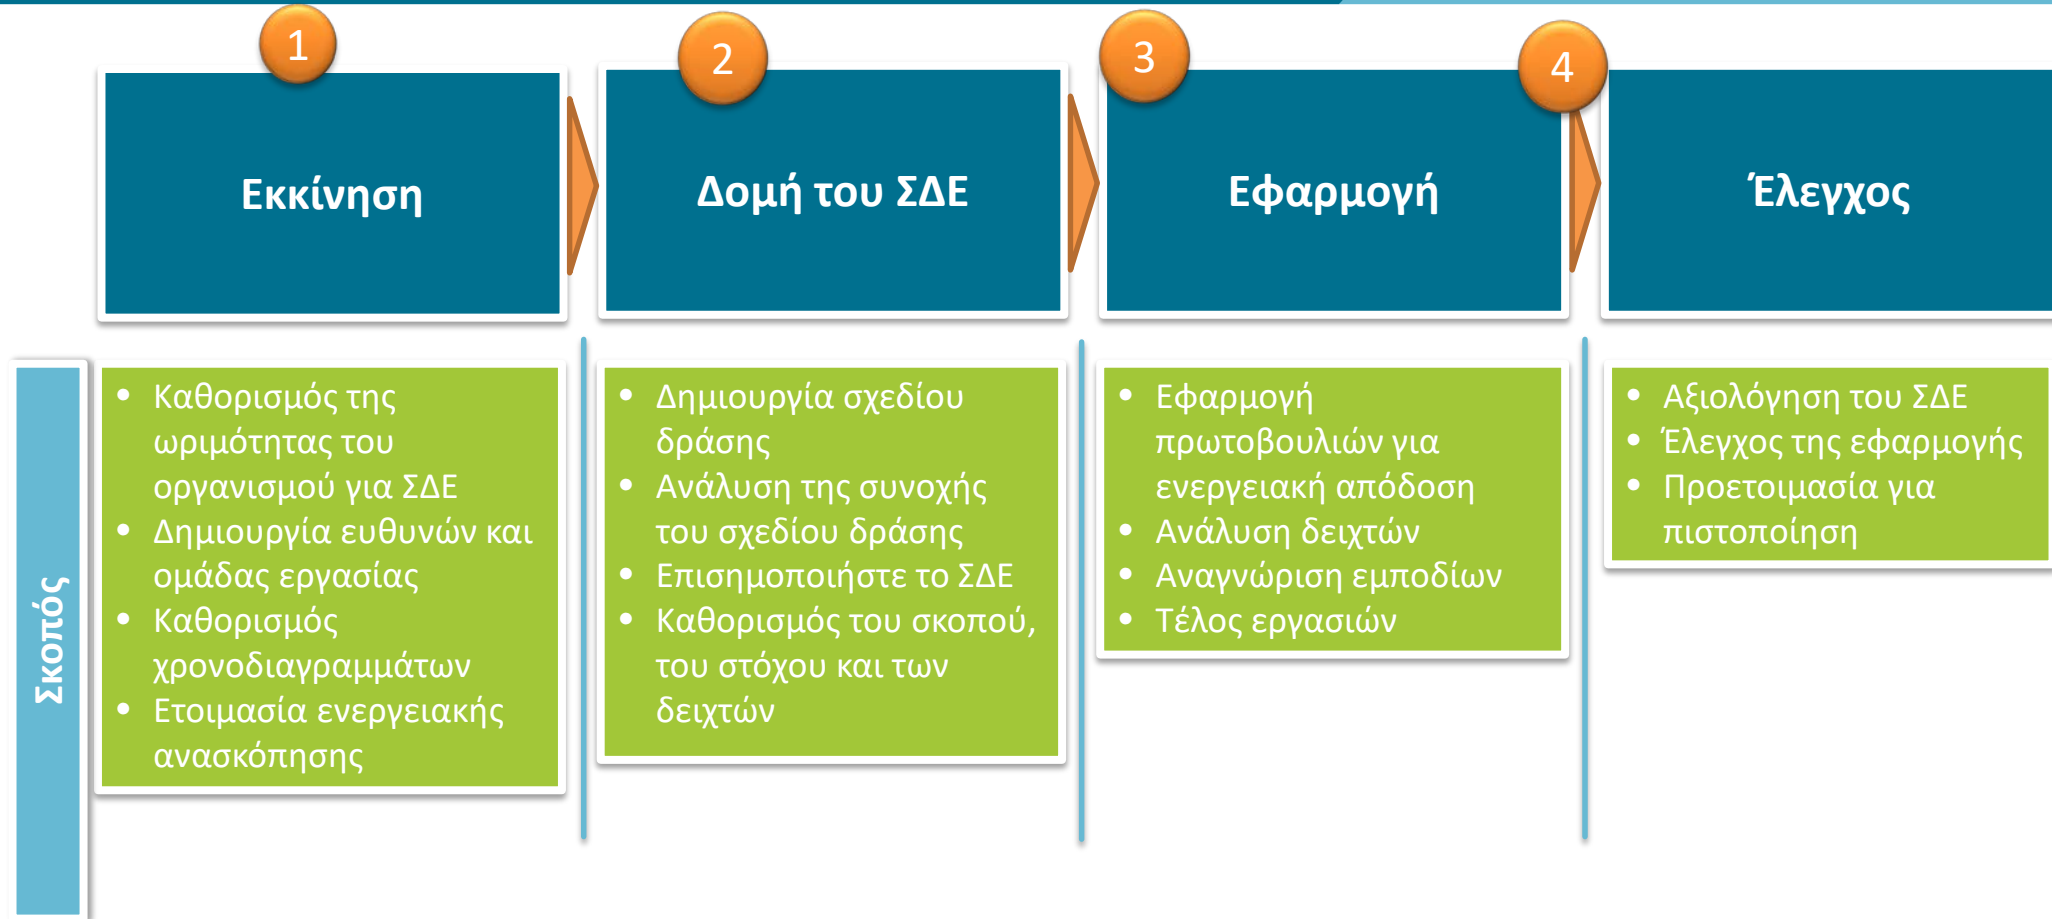 1
Εκκίνηση
2
Δομή του ΣΔΕ
3
Εφαρμογή
4
Έλεγχος
Σκοπός
• Καθορισμός της
ωριμότητας του
οργανισμού για ΣΔΕ
• Δημιουργία ευθυνών και
ομάδας εργασίας
• Καθορισμός
χρονοδιαγραμμάτων
• Ετοιμασία ενεργειακής
ανασκόπησης
• Δημιουργία σχεδίου
δράσης
• Ανάλυση της συνοχής
του σχεδίου δράσης
• Επισημοποιήστε το ΣΔΕ
• Καθορισμός του σκοπού,
του στόχου και των
δειχτών
• Εφαρμογή
πρωτοβουλιών για
ενεργειακή απόδοση
• Ανάλυση δειχτών
• Αναγνώριση εμποδίων
• Τέλος εργασιών
• Αξιολόγηση του ΣΔΕ
• Έλεγχος της εφαρμογής
• Προετοιμασία για
πιστοποίηση